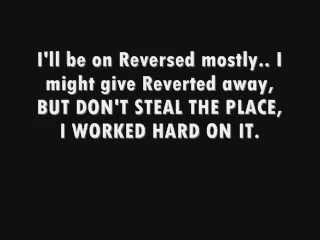 I'll be on Reversed mostly.. I
might give Reverted away,
BUT DON'T STEAL THE PLACE,
I WORKED HARD ON IT.